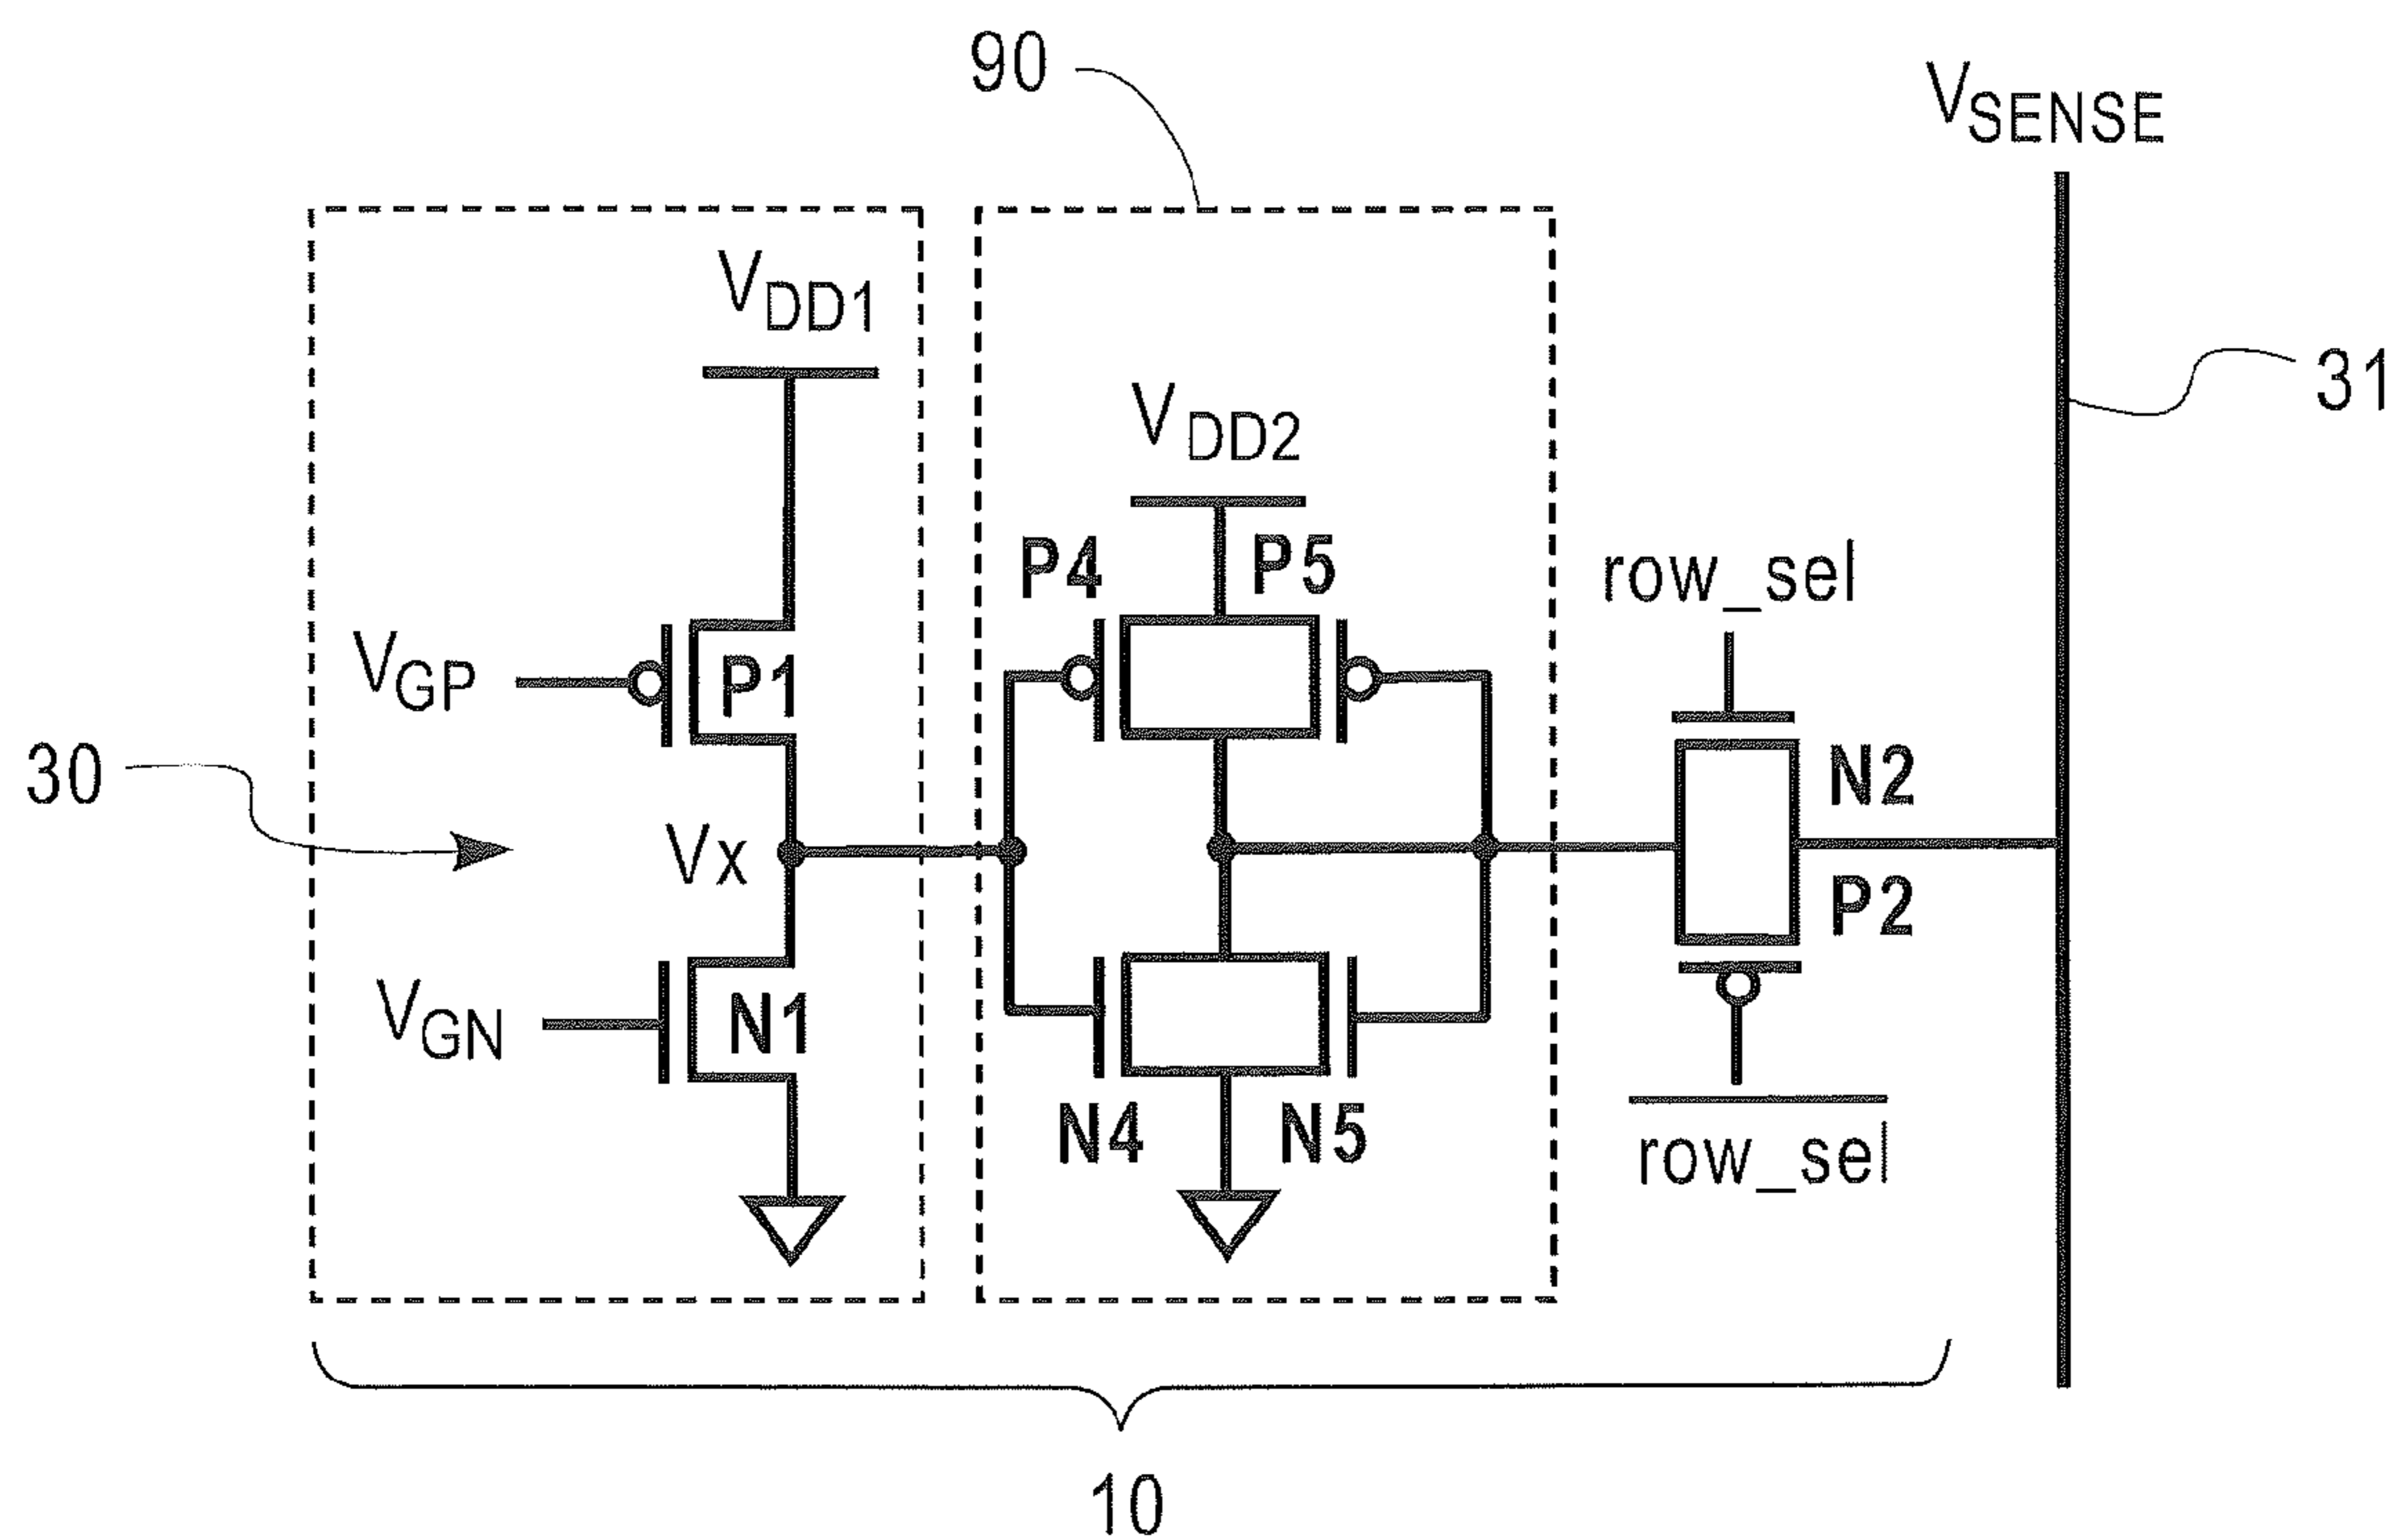 90
VSENSE
VDD1
31
VDD2
P4
P5
row_sel
VGP
P1
30
N2
Vx
P2
VGN
N1
N4
N5
row_sel
10